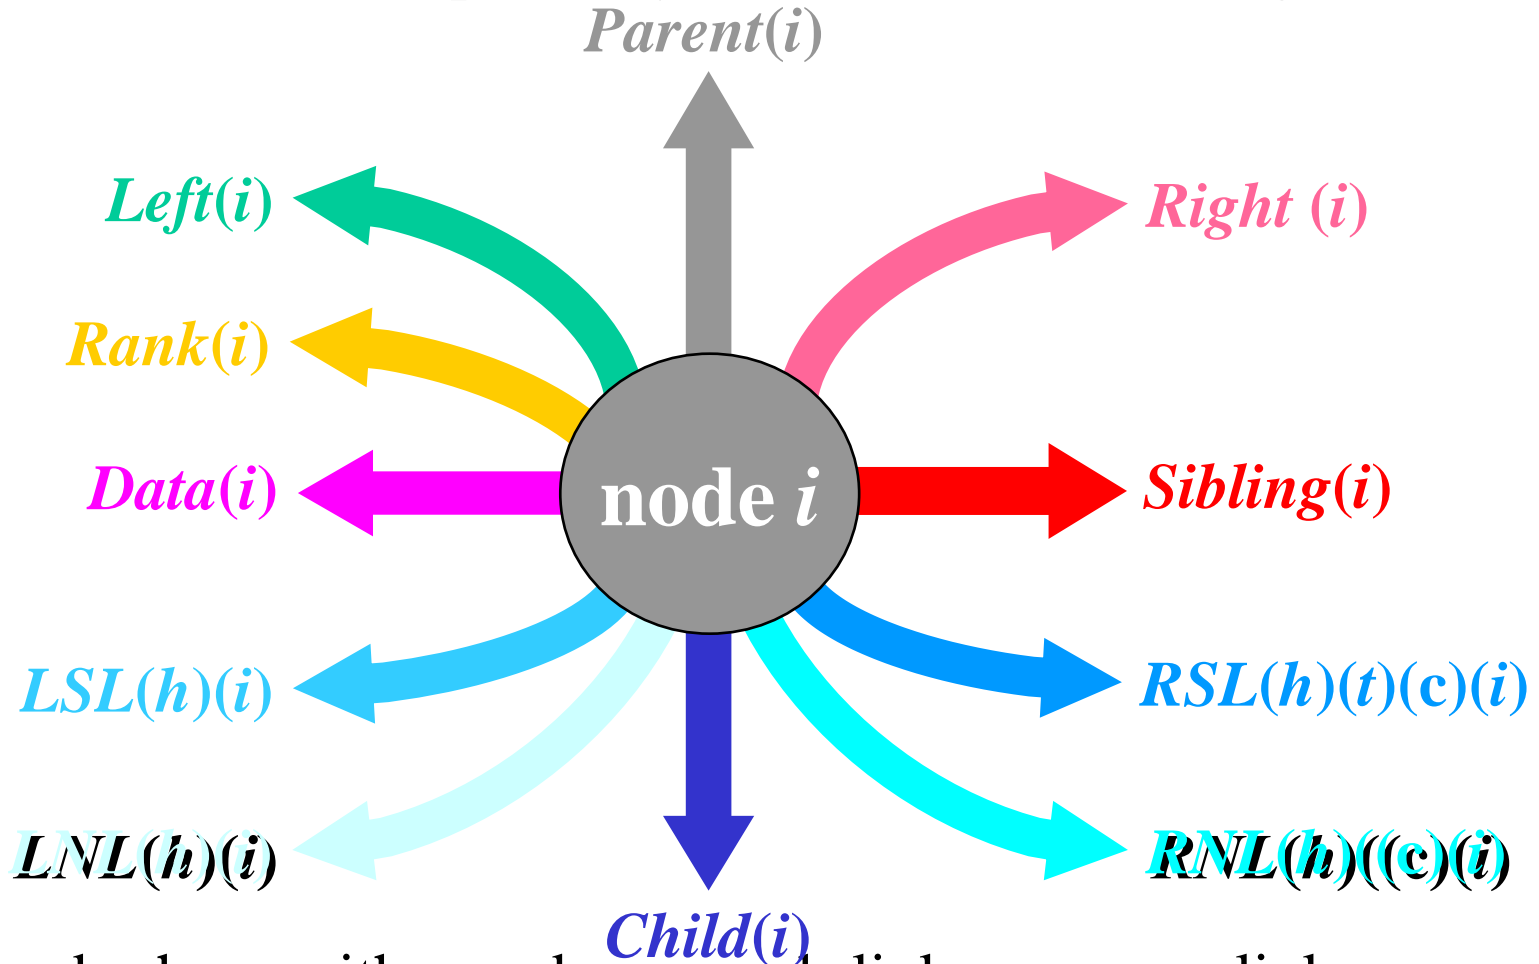 Parent(i)
Left(i)
Right (i)
Rank(i)
Data(i)
node i
Sibling(i)
LSL(h)(i)
RSL(h)(t)(c)(i)
LNL(h)(i)
RNL(h)((c)(i)
Child(i)